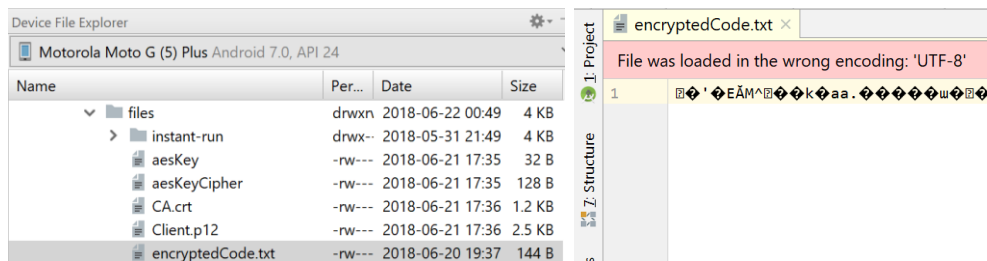 Device File Explorer
Motorola Moto G (5) Plus Android 7.0, API 24
Name Per... Date Size
files drwxn 2018-06-22 00:49 4 KB
instant-run drwx-- 2018-05-31 21:49 4 KB
aesKey -rw--- 2018-06-21 17:35 32 B
aesKeyCipher -rw--- 2018-06-21 17:35 128 B
CA.crt -rw--- 2018-06-21 17:36 1.2 KB
Client.p12 -rw--- 2018-06-21 17:36 2.5 KB
encryptedCode.txt -rw--- 2018-06-20 19:37 144 B
1: Project
7: Structure
encryptedCode.txt
File was loaded in the wrong encoding: 'UTF-8'
1 �'�EĂM^��k�aa.�����ɯ��